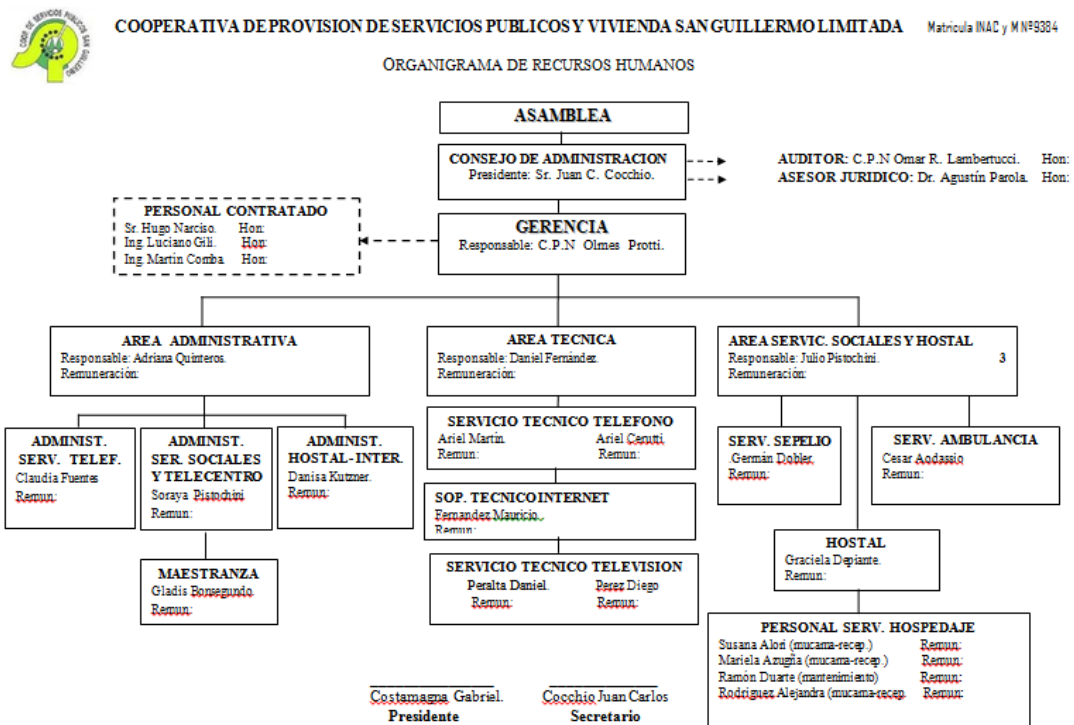 COOP. DE SERVICIOS PUBLICOS SAN GUILLERMO
COOPERATIVA DE PROVISION DE SERVICIOS PUBLICOS Y VIVIENDA SAN GUILLERMO LIMITADA Matricula INAC y M Nº9384
ORGANIGRAMA DE RECURSOS HUMANOS
ASAMBLEA
CONSEJO DE ADMINISTRACION
Presidente: Sr. Juan C. Cocchio.
AUDITOR: C.P.N Omar R. Lambertucci. Hon:
ASESOR JURIDICO: Dr. Agustín Parola. Hon:
PERSONAL CONTRATADO
Sr. Hugo Narciso. Hon:
Ing. Luciano Gili. Hon:
Ing. Martin Comba. Hon:
GERENCIA
Responsable: C.P.N Olmes Protti.
AREA ADMINISTRATIVA
Responsable: Adriana Quinteros.
Remuneración:
AREA TECNICA
Responsable: Daniel Fernández.
Remuneración:
AREA SERVIC. SOCIALES Y HOSTAL
Responsable: Julio Pistochini. 3
Remuneración:
ADMINIST.
SERV. TELEF.
Claudia Fuentes
Remun:
ADMINIST.
SER. SOCIALES
Y TELECENTRO
Soraya Pistochini
Remun:
ADMINIST.
HOSTAL-INTER.
Danisa Kutzner.
Remun:
MAESTRANZA
Gladis Bonsegundo.
Remun:
SERVICIO TECNICO TELEFONO
Ariel Martin. Ariel Cerutti.
Remun: Remun:
SOP. TECNICO INTERNET
Fernandez Mauricio..
Remun:
SERVICIO TECNICO TELEVISION
Peralta Daniel. Perez Diego
Remun: Remun:
SERV. SEPELIO
.Germán Dobler.
Remun:
SERV. AMBULANCIA
Cesar Aodassio
Remun:
HOSTAL
Graciela Depiante.
Remun:
PERSONAL SERV. HOSPEDAJE
Susana Alori (mucama-recep.) Remun:
Mariela Azugña (mucama-recep.) Remun:
Ramón Duarte (mantenimiento) Remun:
Rodriguez Alejandra (mucama-recep. Remun:
Costamagna Gabriel. Cocchio Juan Carlos
Presidente Secretario